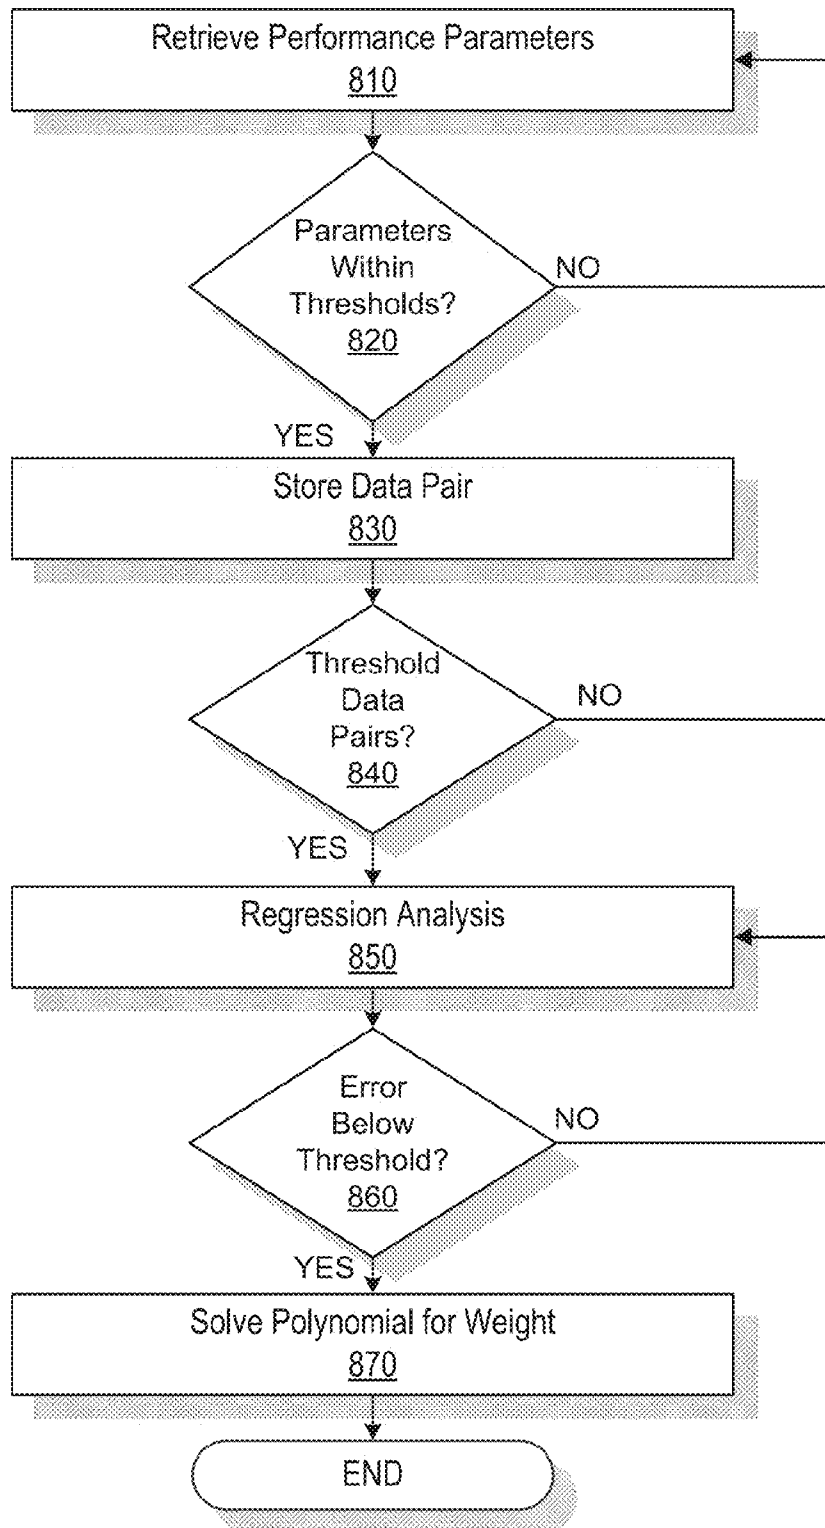 Retrieve Performance Parameters
810
Parameters
Within
Thresholds?
820
NO
YES
Store Data Pair
830
Threshold
Data
Pairs?
840
NO
YES
Regression Analysis
850
Error
Below
Threshold?
860
NO
YES
Solve Polynomial for Weight
870
END